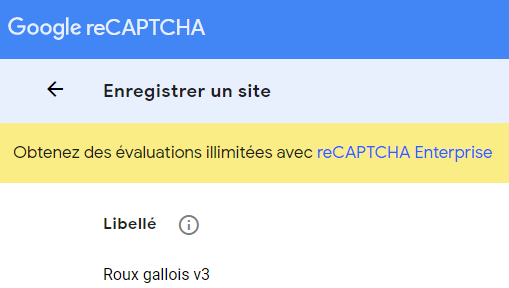 Google reCAPTCHA
Enregistrer un site
Obtenez des évaluations illimitées avec reCAPTCHA Enterprise
Libellé
Roux gallois v3